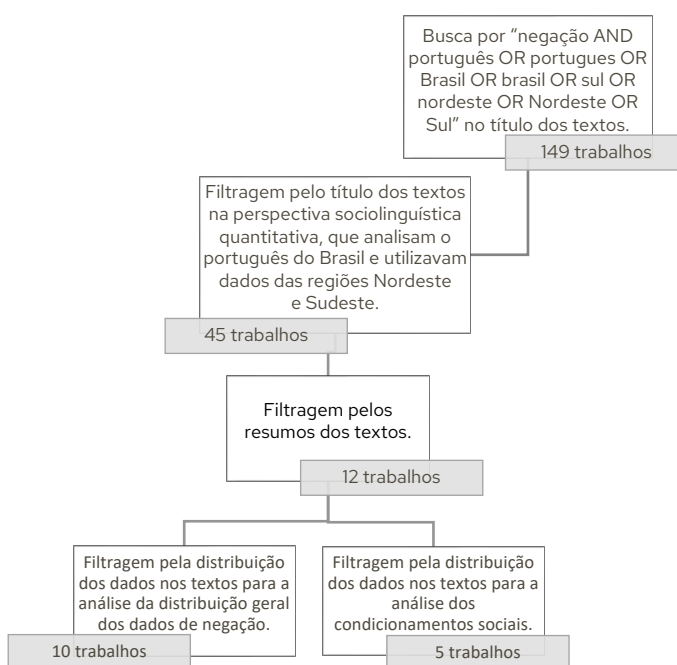 Busca por “negação AND
português OR portugues OR
Brasil OR brasil OR sul OR
nordeste OR Nordeste OR
Sul” no título dos textos.
149 trabalhos
Filtragem pelo título dos textos
na perspectiva sociolinguística
quantitativa, que analisam o
português do Brasil e utilizavam
dados das regiões Nordeste
e Sudeste.
45 trabalhos
Filtragem pelos
resumos dos textos.
12 trabalhos
Filtragem pela distribuição
dos dados nos textos para a
análise da distribuição geral
dos dados de negação.
10 trabalhos
Filtragem pela distribuição
dos dados nos textos para a
análise dos
condicionamentos sociais.
5 trabalhos